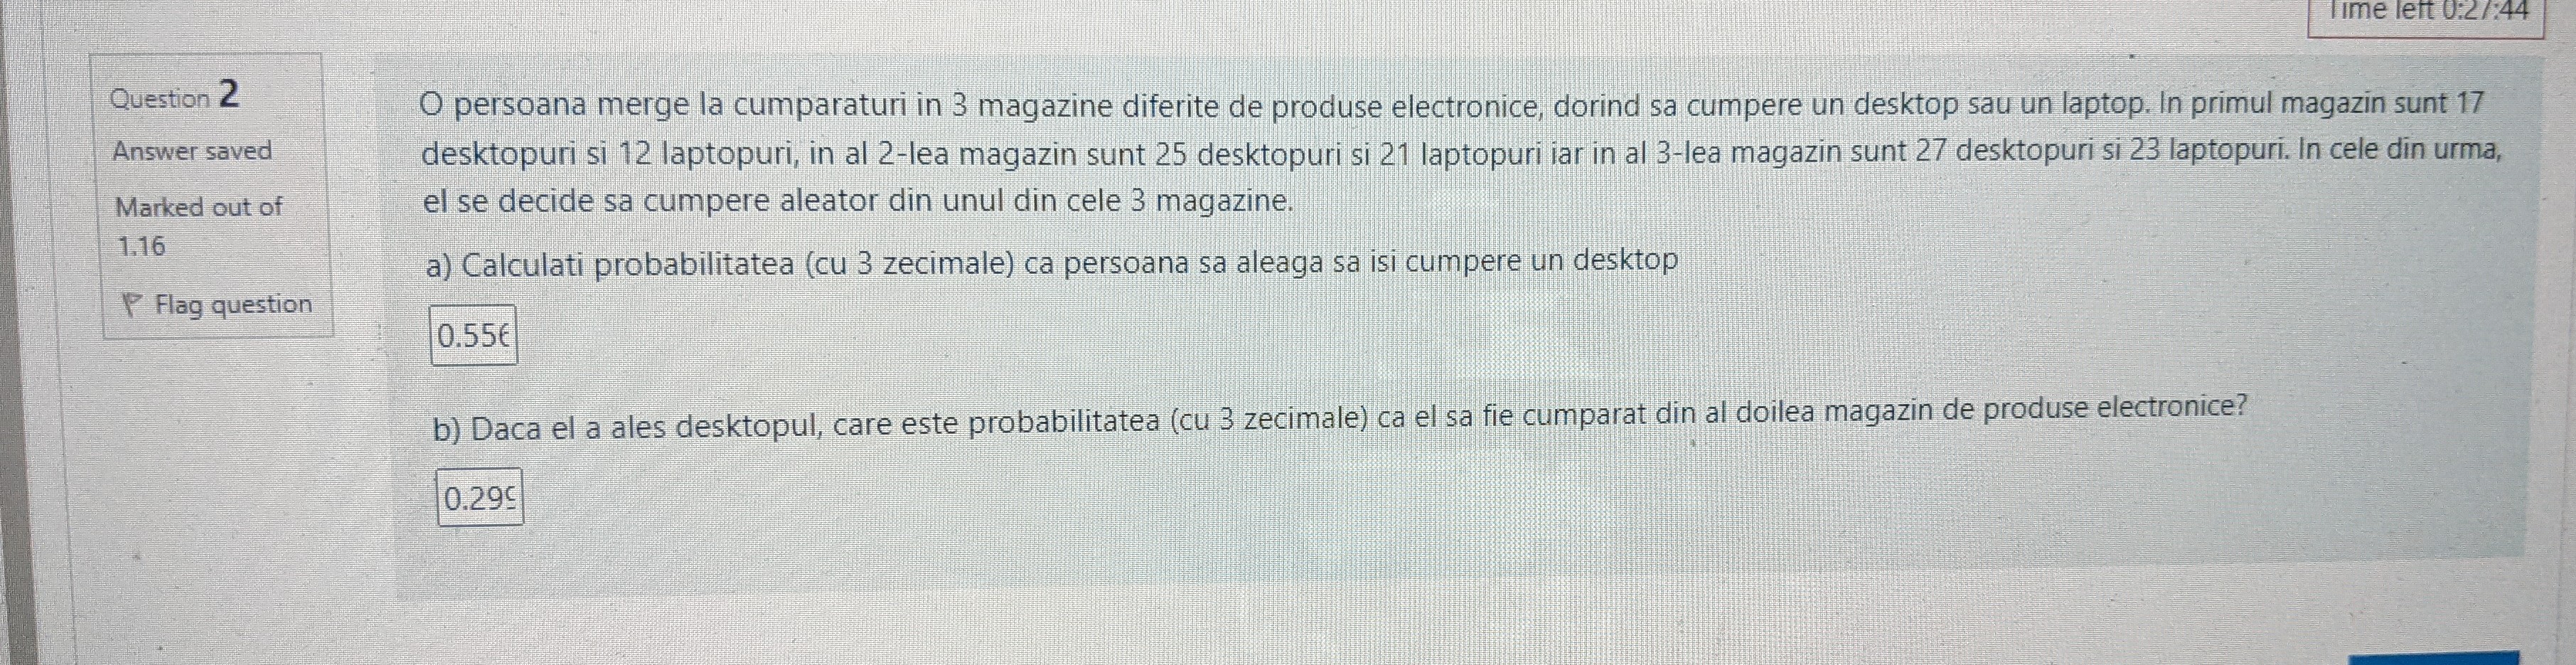 Time left 0:27:44
Question 2
Answer saved
Marked out of
1.16
Flag question
O persoana merge la cumparaturi in 3 magazine diferite de produse electronice, dorind sa cumpere un desktop sau un laptop. In primul magazin sunt 17
desktopuri si 12 laptopuri, in al 2-lea magazin sunt 25 desktopuri si 21 laptopuri iar in al 3-lea magazin sunt 27 desktopuri si 23 laptopuri. In cele din urma,
el se decide sa cumpere aleator din unul din cele 3 magazine.
a) Calculati probabilitatea (cu 3 zecimale) ca persoana sa aleaga sa isi cumpere un desktop
0.556
b) Daca el a ales desktopul, care este probabilitatea (cu 3 zecimale) ca el sa fie cumparat din al doilea magazin de produse electronice?
0.299